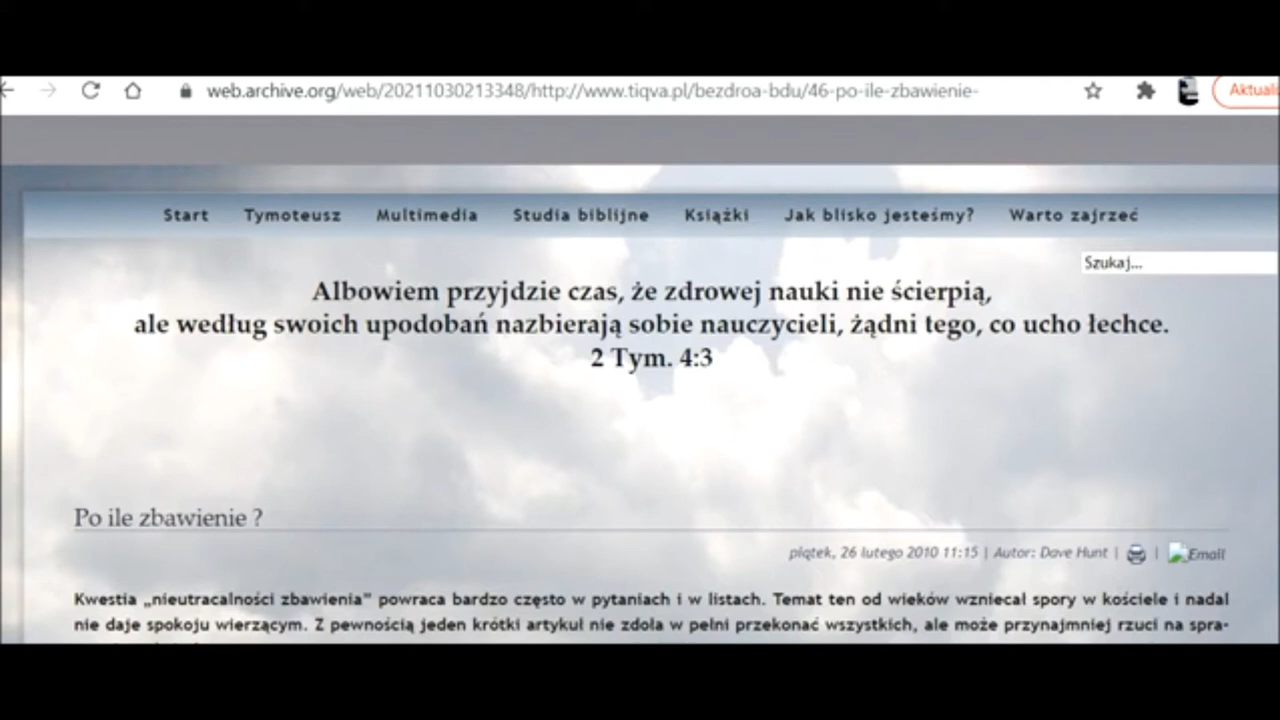 web.archive.org/web/20211030213348/http://www.tiqva.pl/bezdroa-bdu/46-po-ile-zbawienie-
Start Tymoteusz Multimedia Studia biblijne Książki Jak blisko jesteśmy? Warto zajrzeć
Szukaj...
Albowiem przyjdzie czas, że zdrowej nauki nie ścierpią,
ale według swoich upodobań nazbierają sobie nauczycieli, żądni tego, co ucho łechce.
2 Tym. 4:3
Po ile zbawienie ?
piątek, 26 lutego 2010 11:15 | Autor: Dave Hunt | | Email
Kwestia „nieutracalności zbawienia” powraca bardzo często w pytaniach i w listach. Temat ten od wieków wzniecał spory w kościele i nadal
nie daje spokoju wierzącym. Z pewnością jeden krótki artykuł nie zdoła w pełni przekonać wszystkich, ale może przynajmniej rzuci na spra-